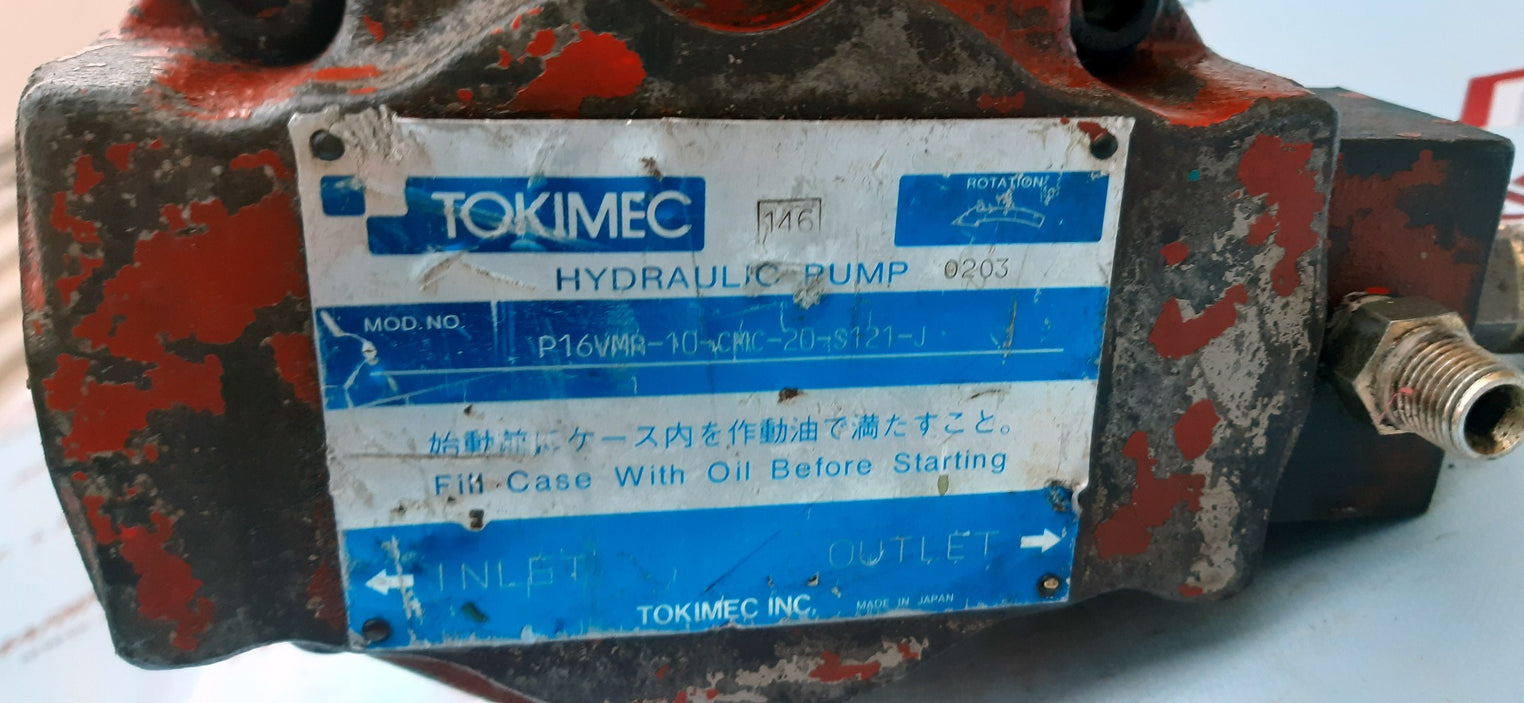 TOKIMEC
146
ROTATION
HYDRAULIC PUMP 0203
MOD. NO.
P16VMR-10-CMC-20-S121-J
始動前にケース内を作動油で満たすこと。
Fill Case With Oil Before Starting
INLET
OUTLET
TOKIMEC INC. MADE IN JAPAN